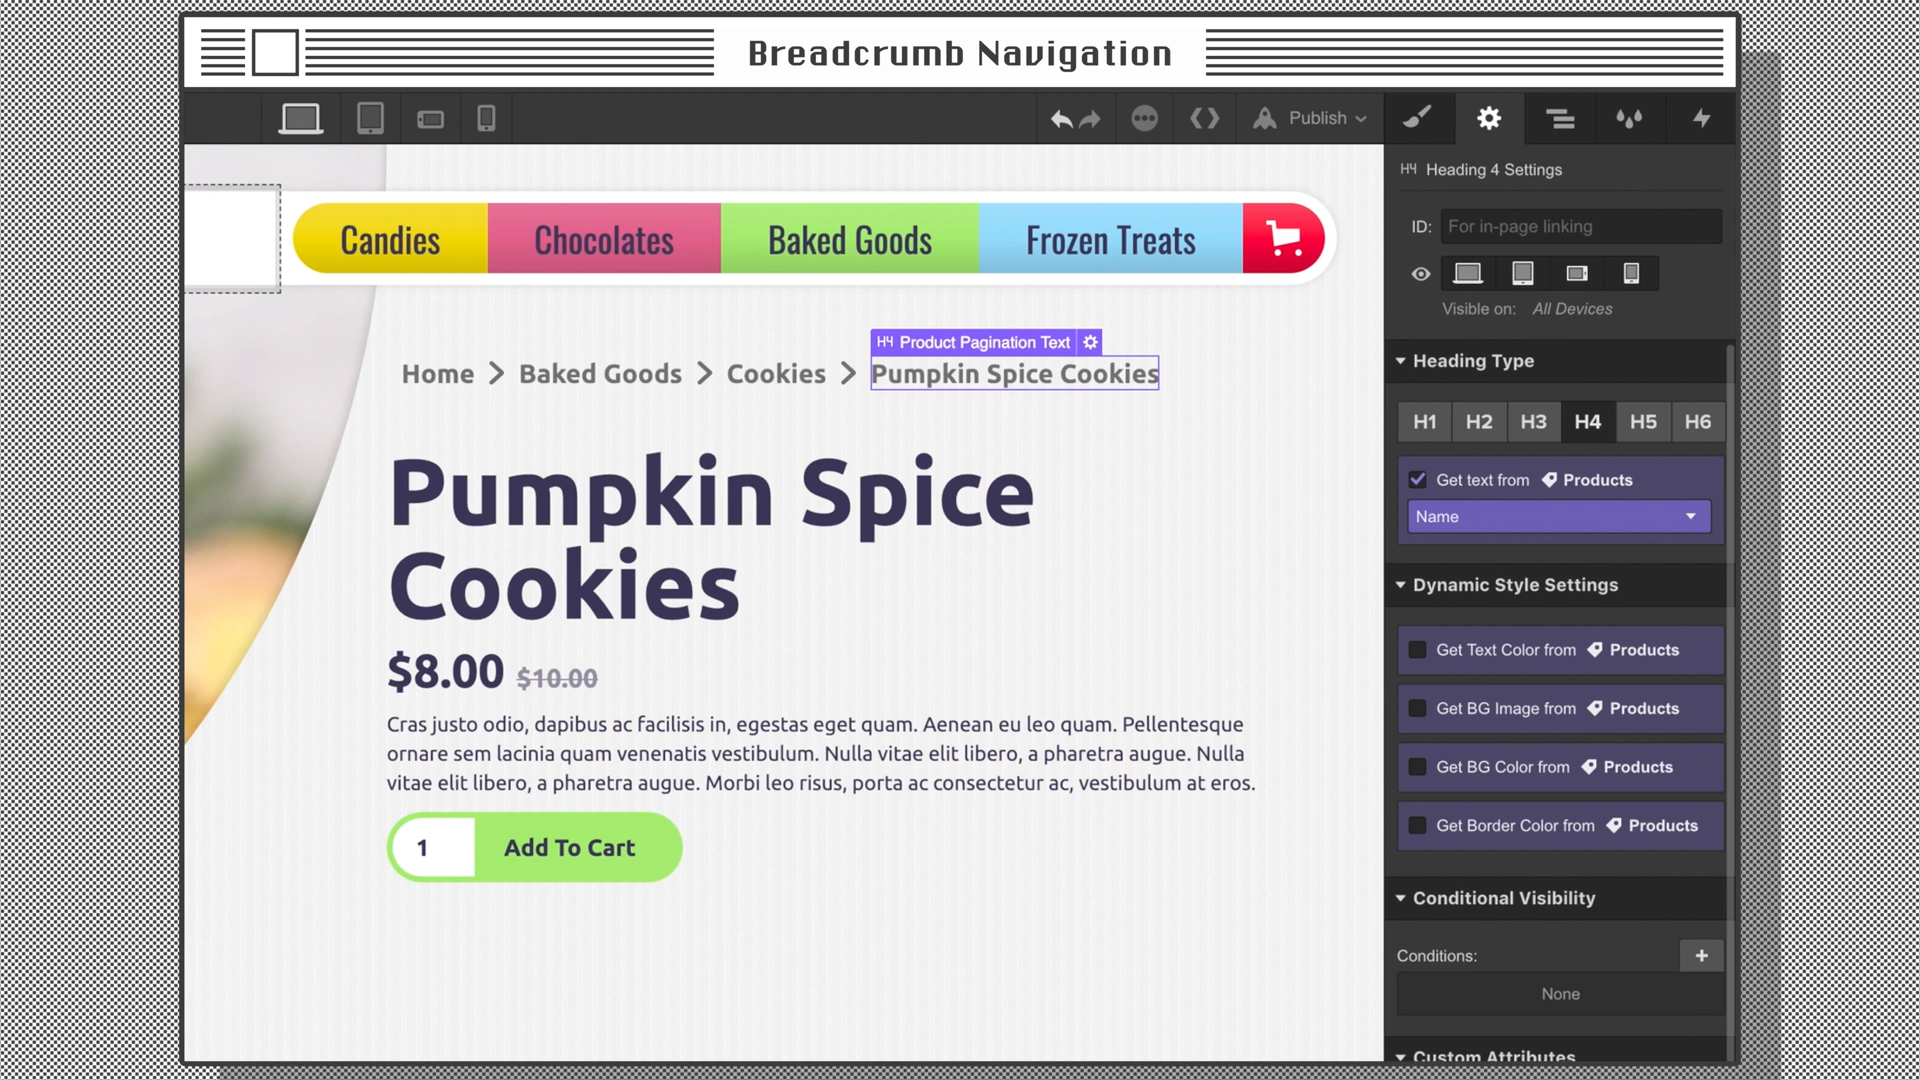 Breadcrumb Navigation
Publish
H4 Heading 4 Settings
ID: For in-page linking
Visible on: All Devices
Candies Chocolates Baked Goods Frozen Treats
H4 Product Pagination Text
Home > Baked Goods > Cookies > Pumpkin Spice Cookies
Pumpkin Spice
Cookies
$8.00 $10.00
Cras justo odio, dapibus ac facilisis in, egestas eget quam. Aenean eu leo quam. Pellentesque
ornare sem lacinia quam venenatis vestibulum. Nulla vitae elit libero, a pharetra augue. Nulla
vitae elit libero, a pharetra augue. Morbi leo risus, porta ac consectetur ac, vestibulum at eros.
1 Add To Cart
Heading Type
H1 H2 H3 H4 H5 H6
Get text from Products
Name
Dynamic Style Settings
Get Text Color from Products
Get BG Image from Products
Get BG Color from Products
Get Border Color from Products
Conditional Visibility
Conditions: +
None
Custom Attributes